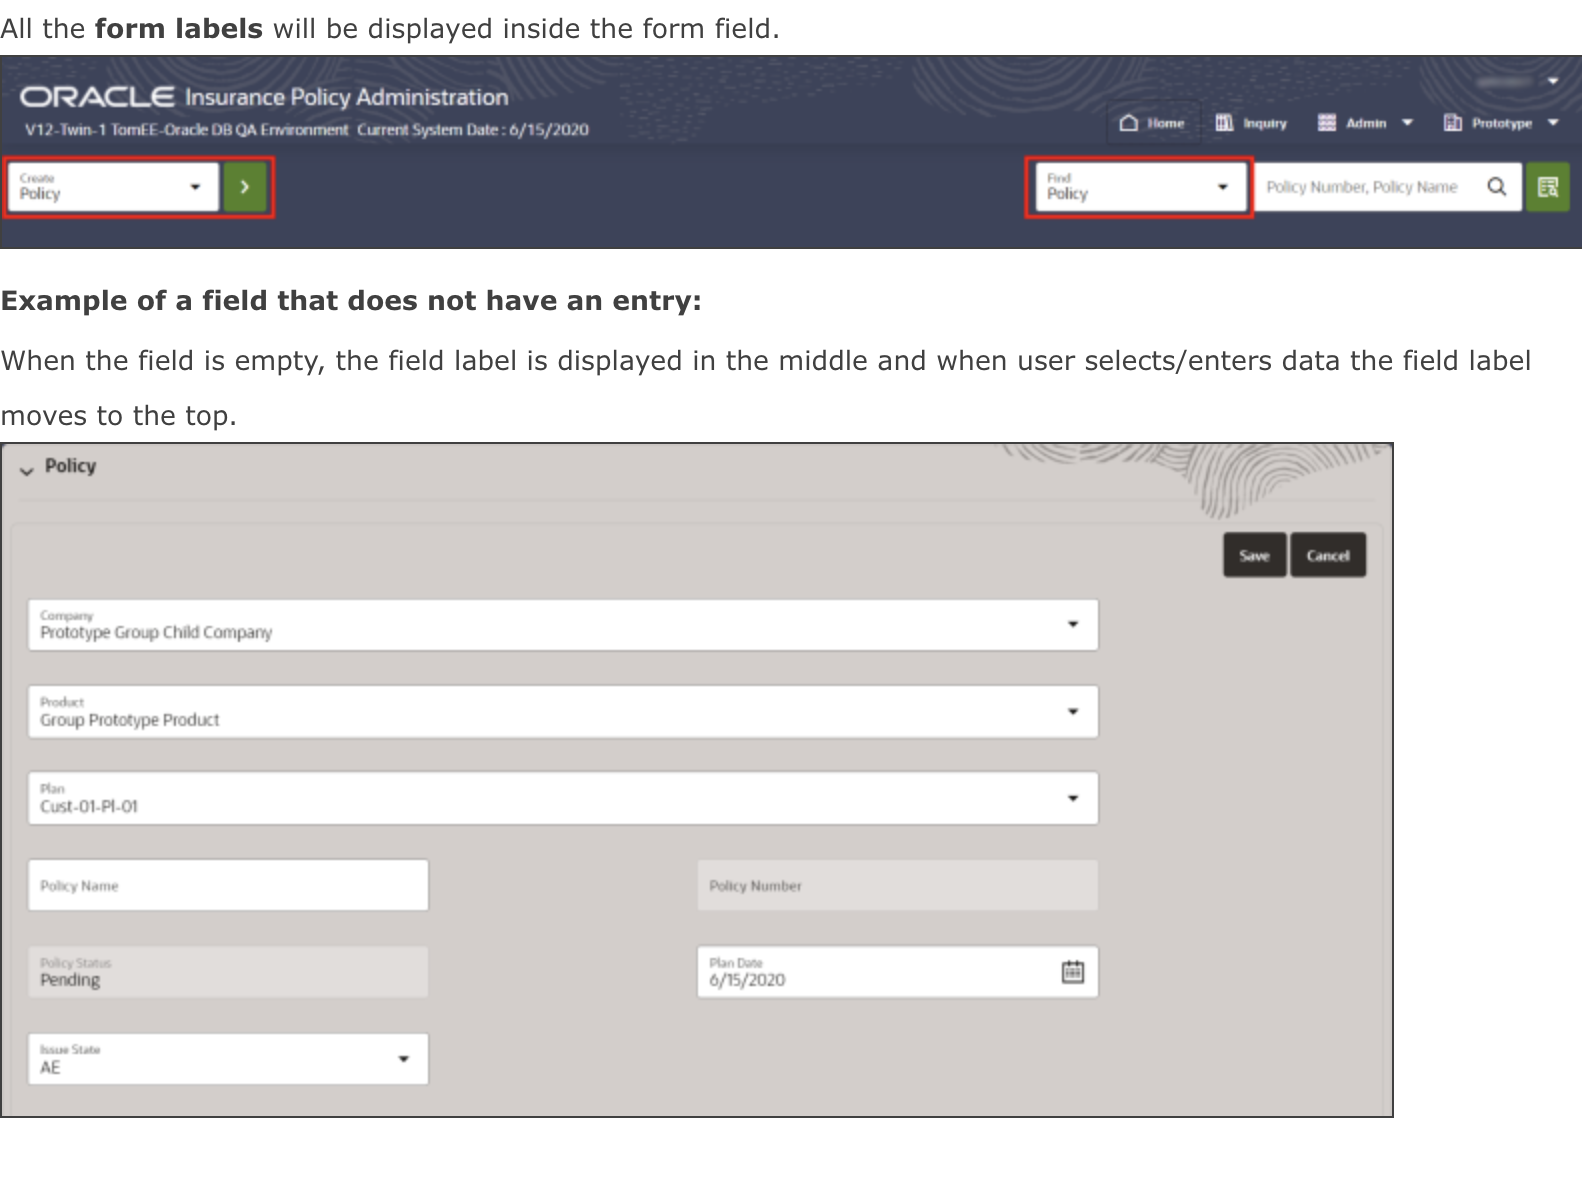 All the form labels will be displayed inside the form field.
ORACLE Insurance Policy Administration
V12-Twin-1 TomEE-Oracle DB QA Environment Current System Date : 6/15/2020
Home Inquiry Admin Prototype
Create
Policy
Find
Policy
Policy Number, Policy Name
Example of a field that does not have an entry:
When the field is empty, the field label is displayed in the middle and when user selects/enters data the field label
moves to the top.
Policy
Save Cancel
Company
Prototype Group Child Company
Product
Group Prototype Product
Plan
Cust-01-Pl-01
Policy Name
Policy Number
Policy Status
Pending
Plan Date
6/15/2020
Issue State
AE